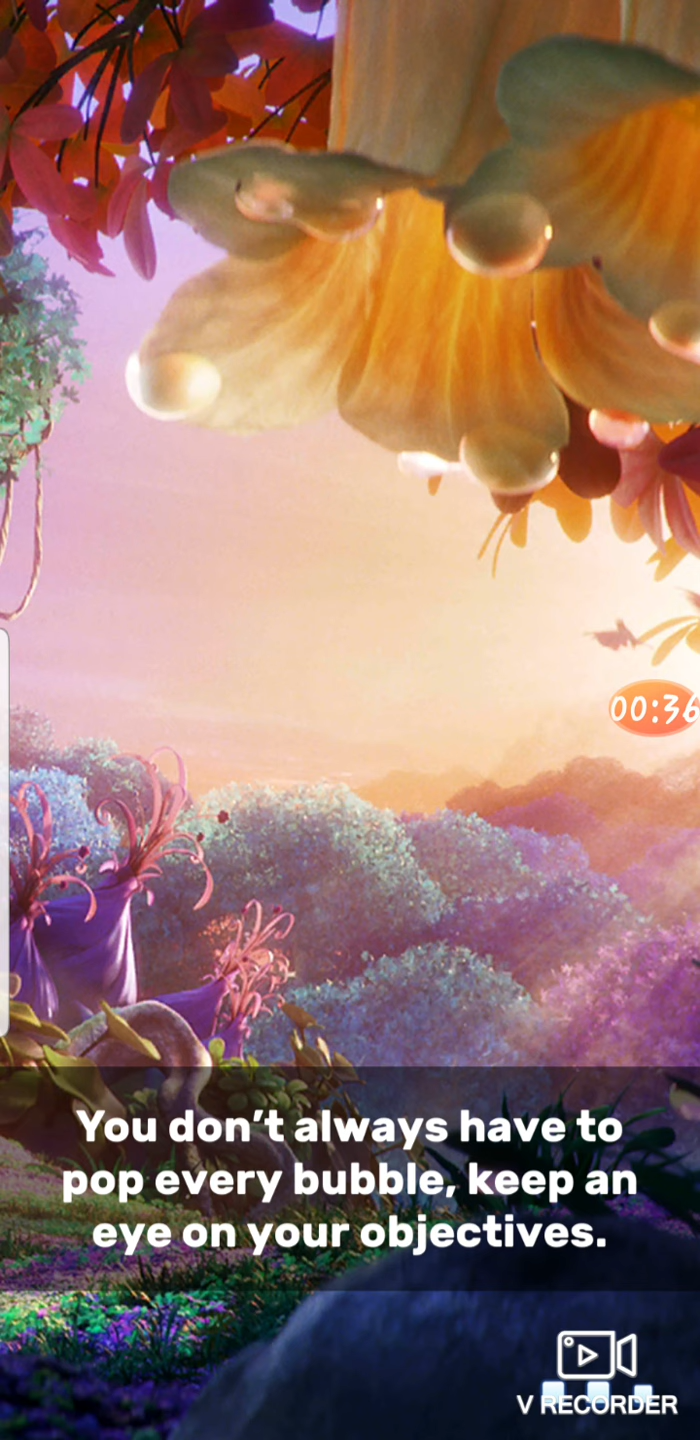 00:36
You don't always have to
pop every bubble, keep an
eye on your objectives.
V RECORDER